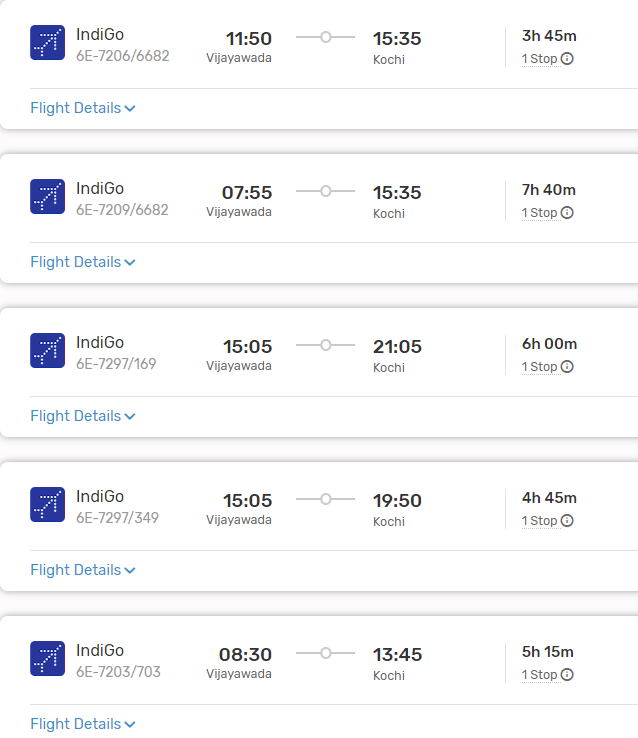 IndiGo 11:50 15:35 3h 45m
6E-7206/6682 Vijayawada Kochi 1 Stop
Flight Details
IndiGo 07:55 15:35 7h 40m
6E-7209/6682 Vijayawada Kochi 1 Stop
Flight Details
IndiGo 15:05 21:05 6h 00m
6E-7297/169 Vijayawada Kochi 1 Stop
Flight Details
IndiGo 15:05 19:50 4h 45m
6E-7297/349 Vijayawada Kochi 1 Stop
Flight Details
IndiGo 08:30 13:45 5h 15m
6E-7203/703 Vijayawada Kochi 1 Stop
Flight Details